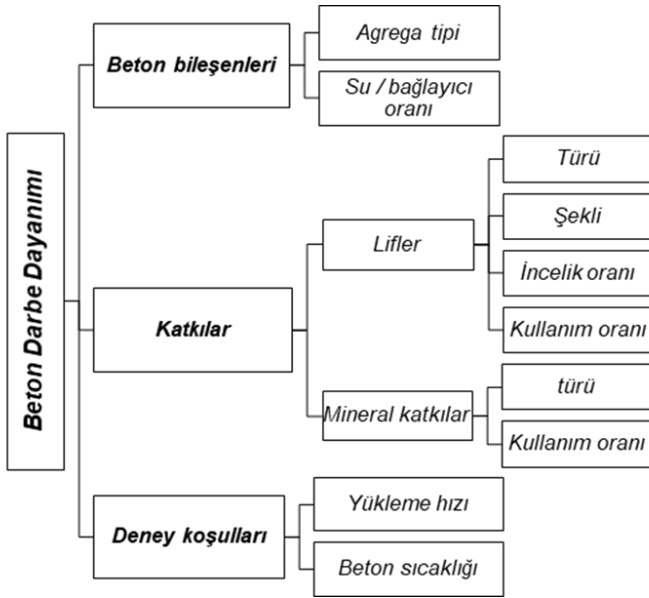 Beton Darbe Dayanımı
Beton bileşenleri
Agrega tipi
Su / bağlayıcı
oranı
Katkılar
Lifler
Türü
Şekli
İncelik oranı
Kullanım oranı
Mineral katkılar
türü
Kullanım oranı
Deney koşulları
Yükleme hızı
Beton sıcaklığı